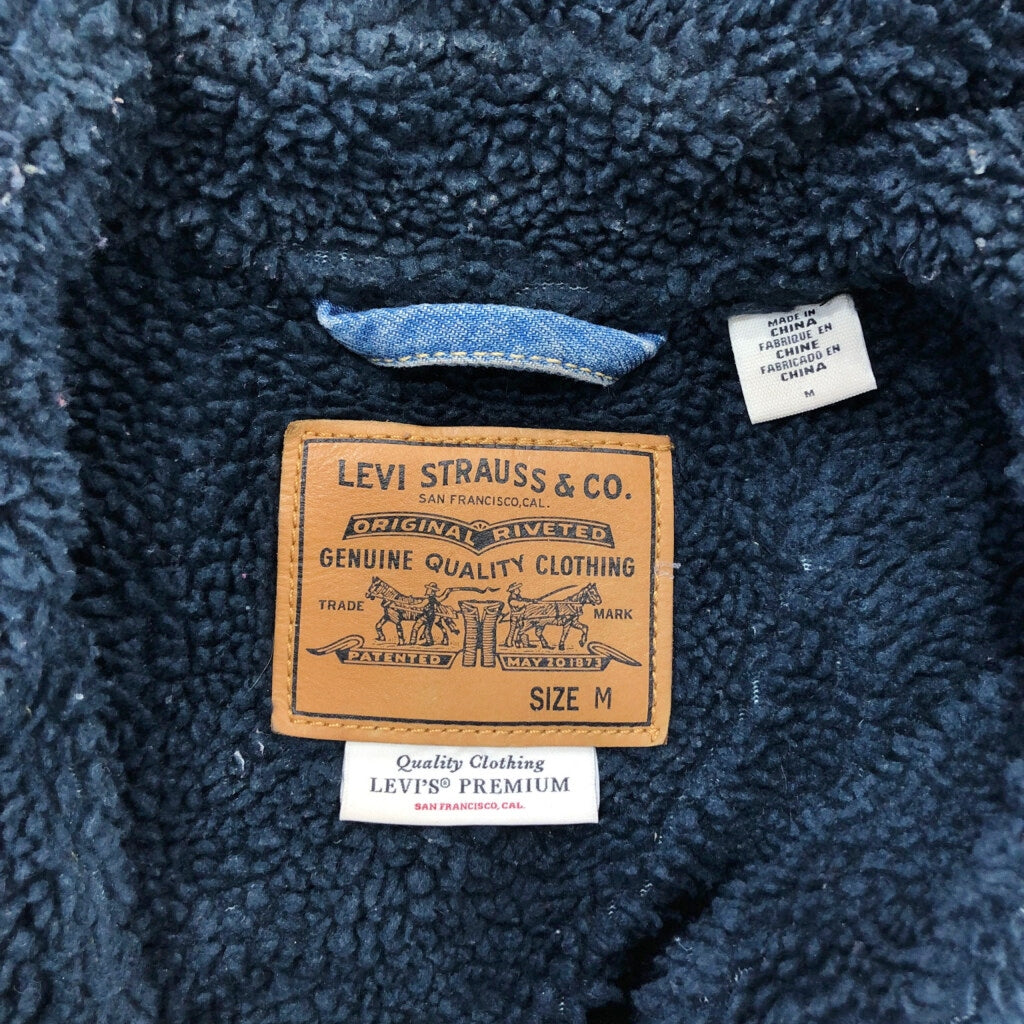 MADE IN
CHINA
FABRIQUE EN
CHINE
FABRICADO EN
CHINA
M
LEVI STRAUSS & CO.
SAN FRANCISCO, CAL.
ORIGINAL RIVETED
GENUINE QUALITY CLOTHING
TRADE MARK
PATENTED MAY 20 1873
SIZE M
Quality Clothing
LEVI'S® PREMIUM
SAN FRANCISCO, CAL.